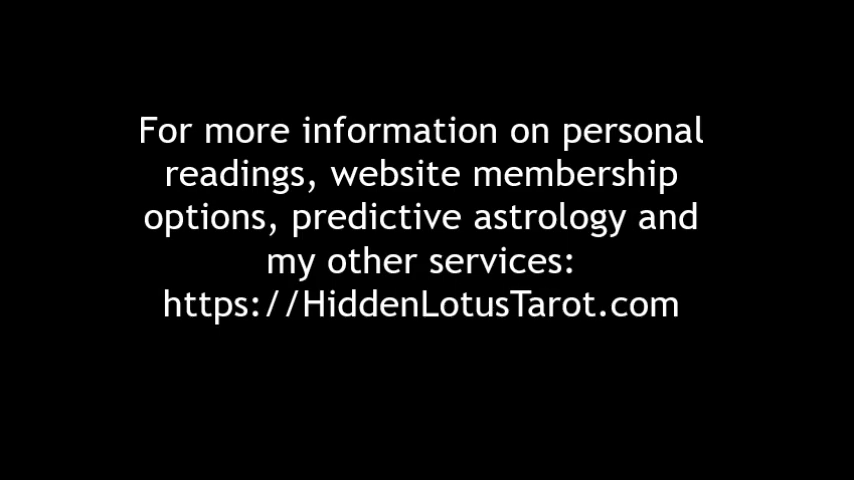 For more information on personal
readings, website membership
options, predictive astrology and
my other services:
https://HiddenLotusTarot.com